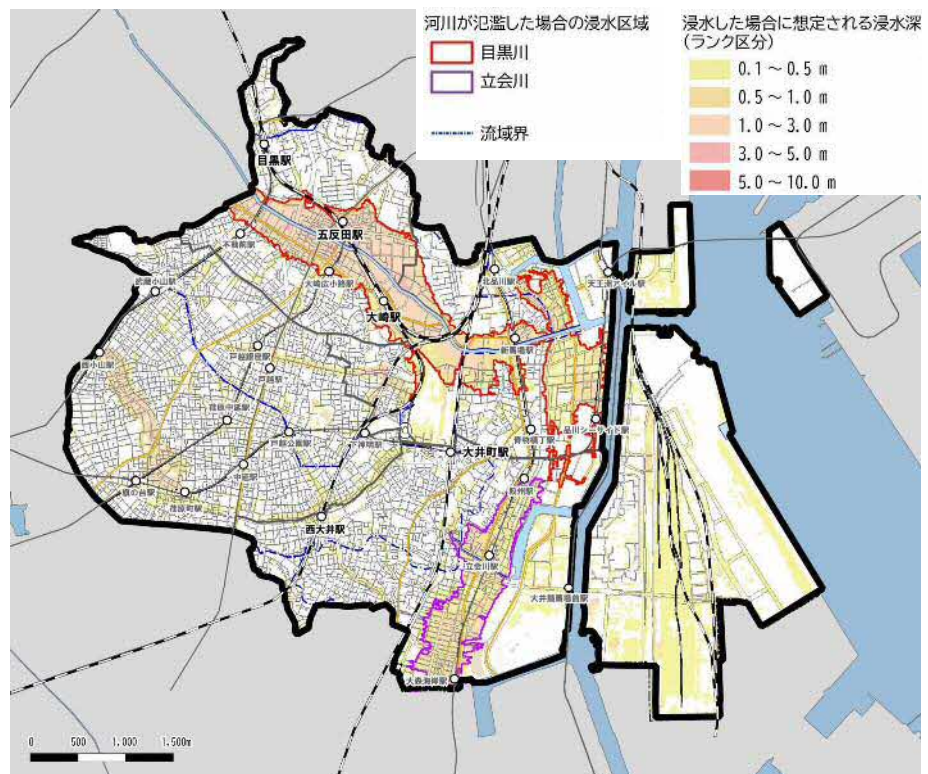 河川が氾濫した場合の浸水区域
目黒川
立会川
流域界
浸水した場合に想定される浸水深
(ランク区分)
0.1～0.5 m
0.5～1.0 m
1.0～3.0 m
3.0～5.0 m
5.0～10.0 m
目黒駅
五反田駅
不動前駅
大崎広小路駅
北品川駅
天王洲アイル駅
武蔵小山駅
大崎駅
新馬場駅
戸越銀座駅
西小山駅
戸越駅
荏原中延駅
品川シーサイド駅
戸越公園駅
下神明駅
青物横丁駅
大井町駅
中延駅
旗の台駅
荏原町駅
鮫洲駅
西大井駅
立会川駅
大井競馬場前駅
大森海岸駅
0 500 1,000 1,500m